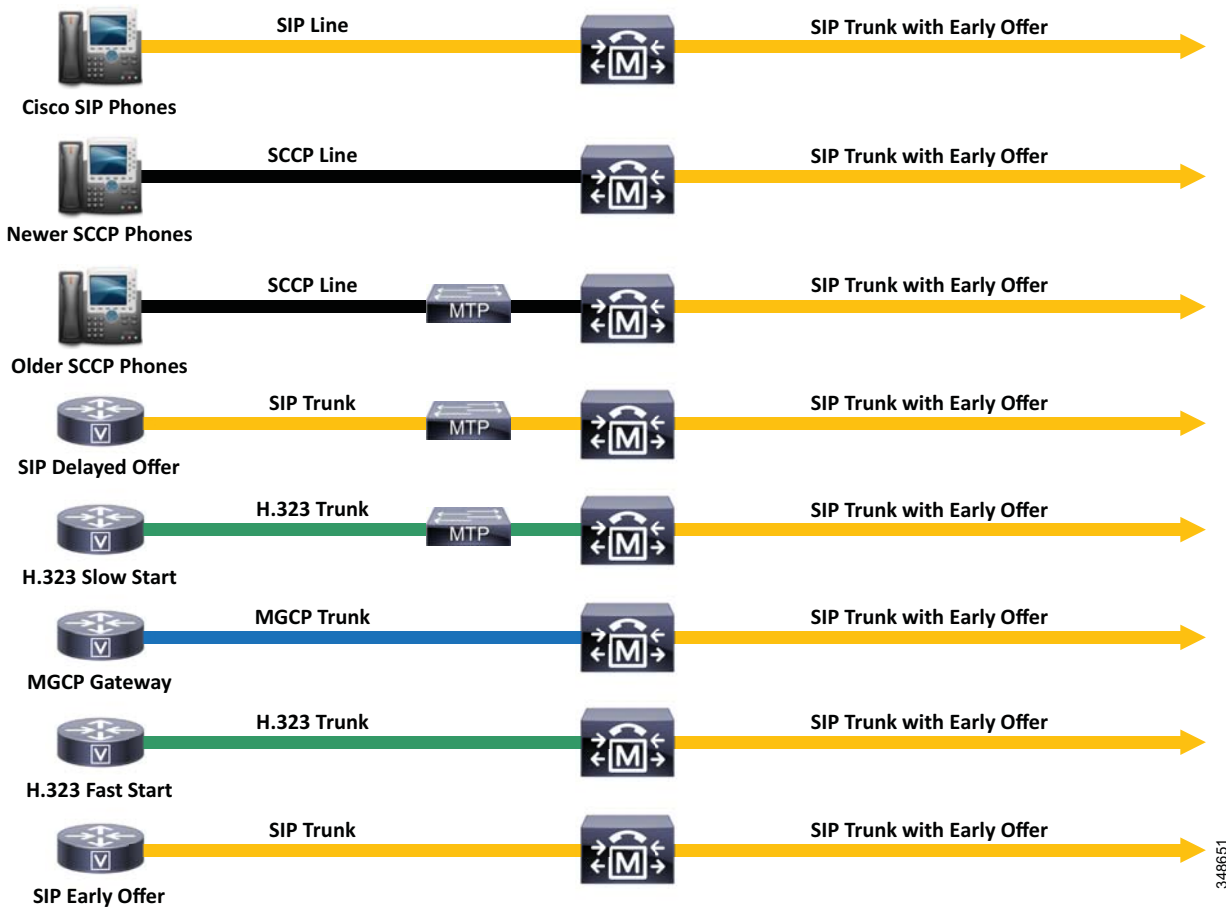 SIP Line
SIP Trunk with Early Offer
M
Cisco SIP Phones
SCCP Line
SIP Trunk with Early Offer
M
Newer SCCP Phones
SCCP Line
SIP Trunk with Early Offer
MTP
M
Older SCCP Phones
SIP Trunk
SIP Trunk with Early Offer
V
MTP
M
SIP Delayed Offer
H.323 Trunk
SIP Trunk with Early Offer
V
MTP
M
H.323 Slow Start
MGCP Trunk
SIP Trunk with Early Offer
V
M
MGCP Gateway
H.323 Trunk
SIP Trunk with Early Offer
V
M
H.323 Fast Start
SIP Trunk
SIP Trunk with Early Offer
V
M
SIP Early Offer
348651